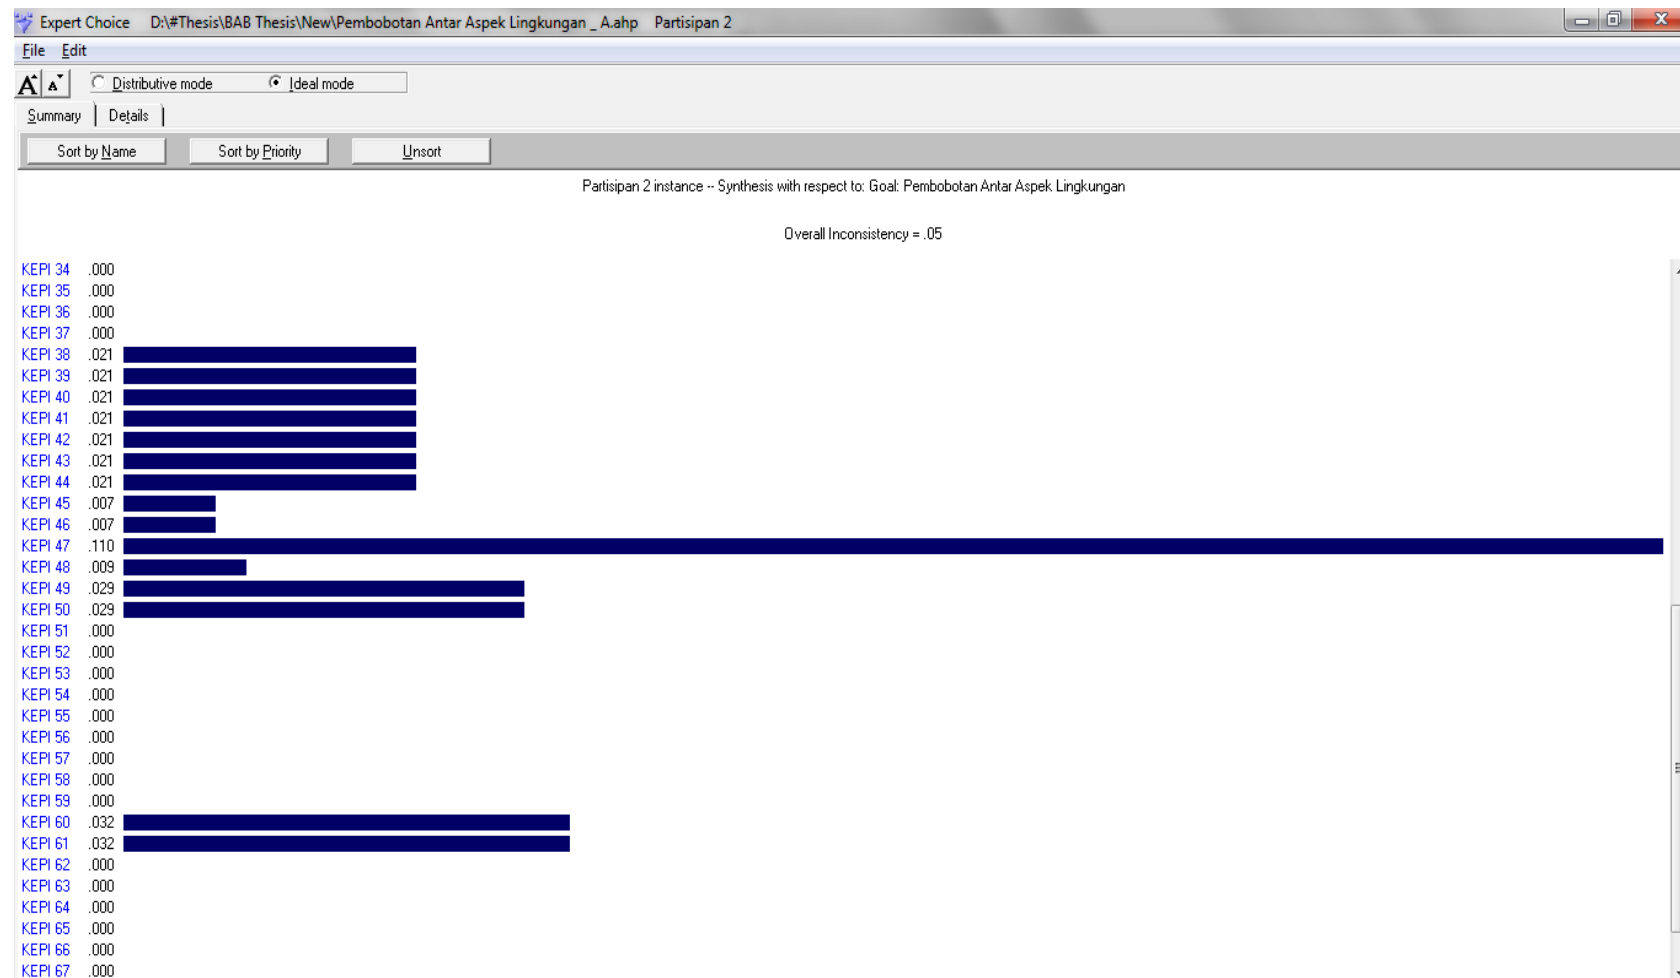 Expert Choice D:\#Thesis\BAB Thesis\New\Pembobotan Antar Aspek Lingkungan _ A.ahp Partisipan 2
File Edit
A A Distributive mode Ideal mode
Summary Details
Sort by Name Sort by Priority Unsort
Partisipan 2 instance -- Synthesis with respect to: Goal: Pembobotan Antar Aspek Lingkungan
Overall Inconsistency = .05
KEPI 34 .000
KEPI 35 .000
KEPI 36 .000
KEPI 37 .000
KEPI 38 .021
KEPI 39 .021
KEPI 40 .021
KEPI 41 .021
KEPI 42 .021
KEPI 43 .021
KEPI 44 .021
KEPI 45 .007
KEPI 46 .007
KEPI 47 .110
KEPI 48 .009
KEPI 49 .029
KEPI 50 .029
KEPI 51 .000
KEPI 52 .000
KEPI 53 .000
KEPI 54 .000
KEPI 55 .000
KEPI 56 .000
KEPI 57 .000
KEPI 58 .000
KEPI 59 .000
KEPI 60 .032
KEPI 61 .032
KEPI 62 .000
KEPI 63 .000
KEPI 64 .000
KEPI 65 .000
KEPI 66 .000
KEPI 67 .000